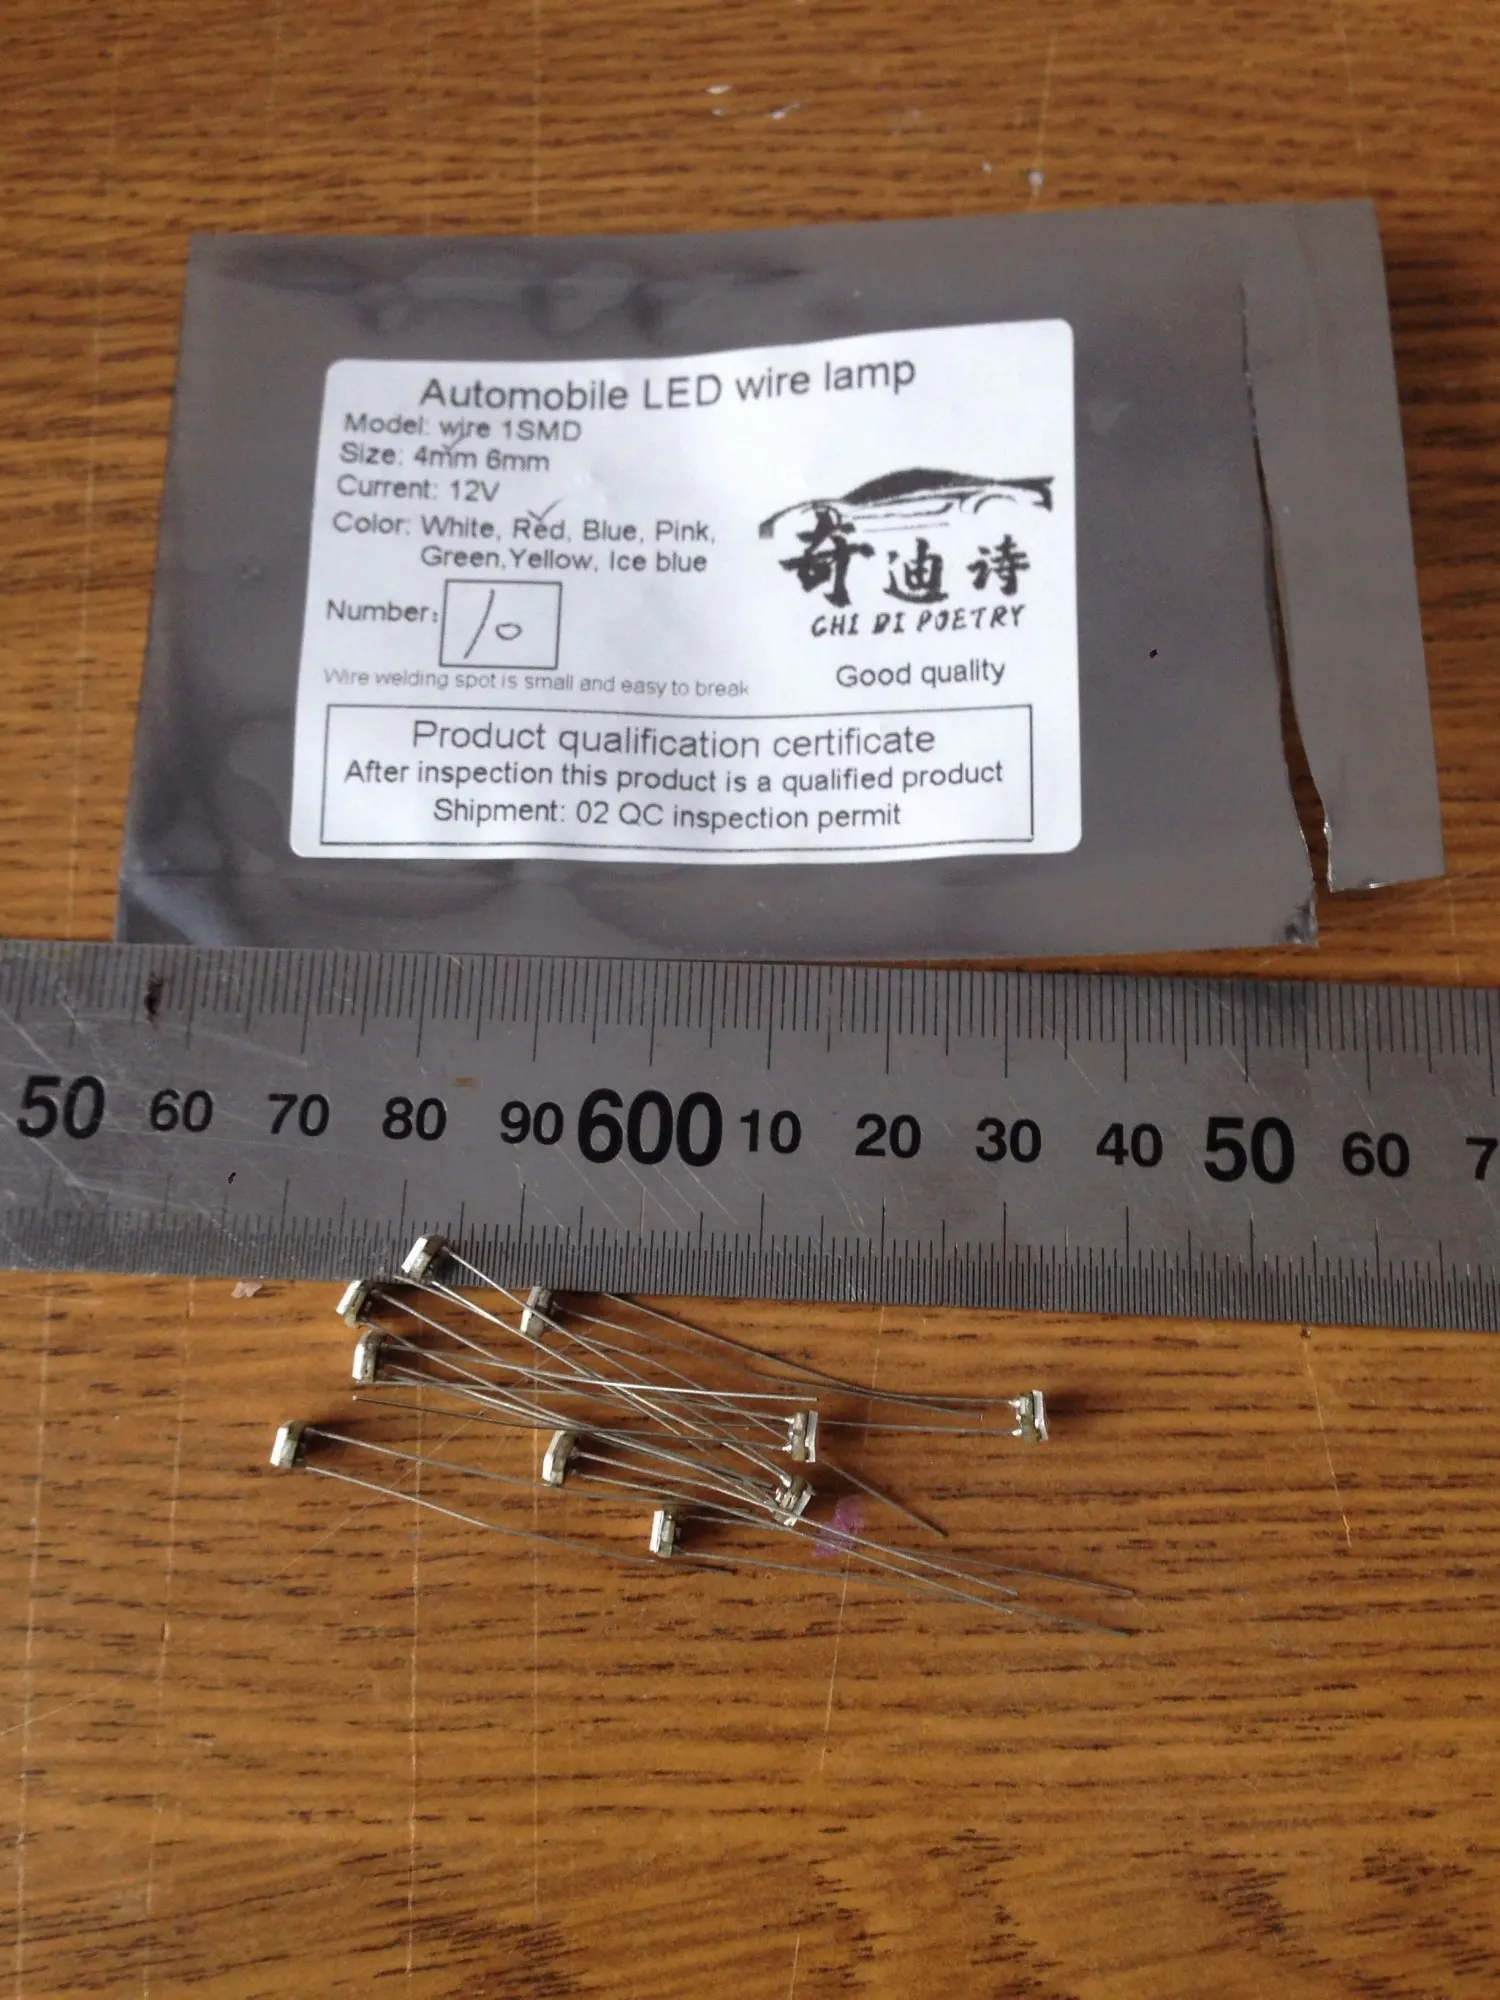 Automobile LED wire lamp
Model: wire 1SMD
Size: 4mm 6mm
Current: 12V
Color: White, Red, Blue, Pink,
Green, Yellow, Ice blue
Number: 10
Wire welding spot is small and easy to break
奇迪诗
CHI DI POETRY
Good quality
Product qualification certificate
After inspection this product is a qualified product
Shipment: 02 QC inspection permit
50 60 70 80 90 600 10 20 30 40 50 60 7